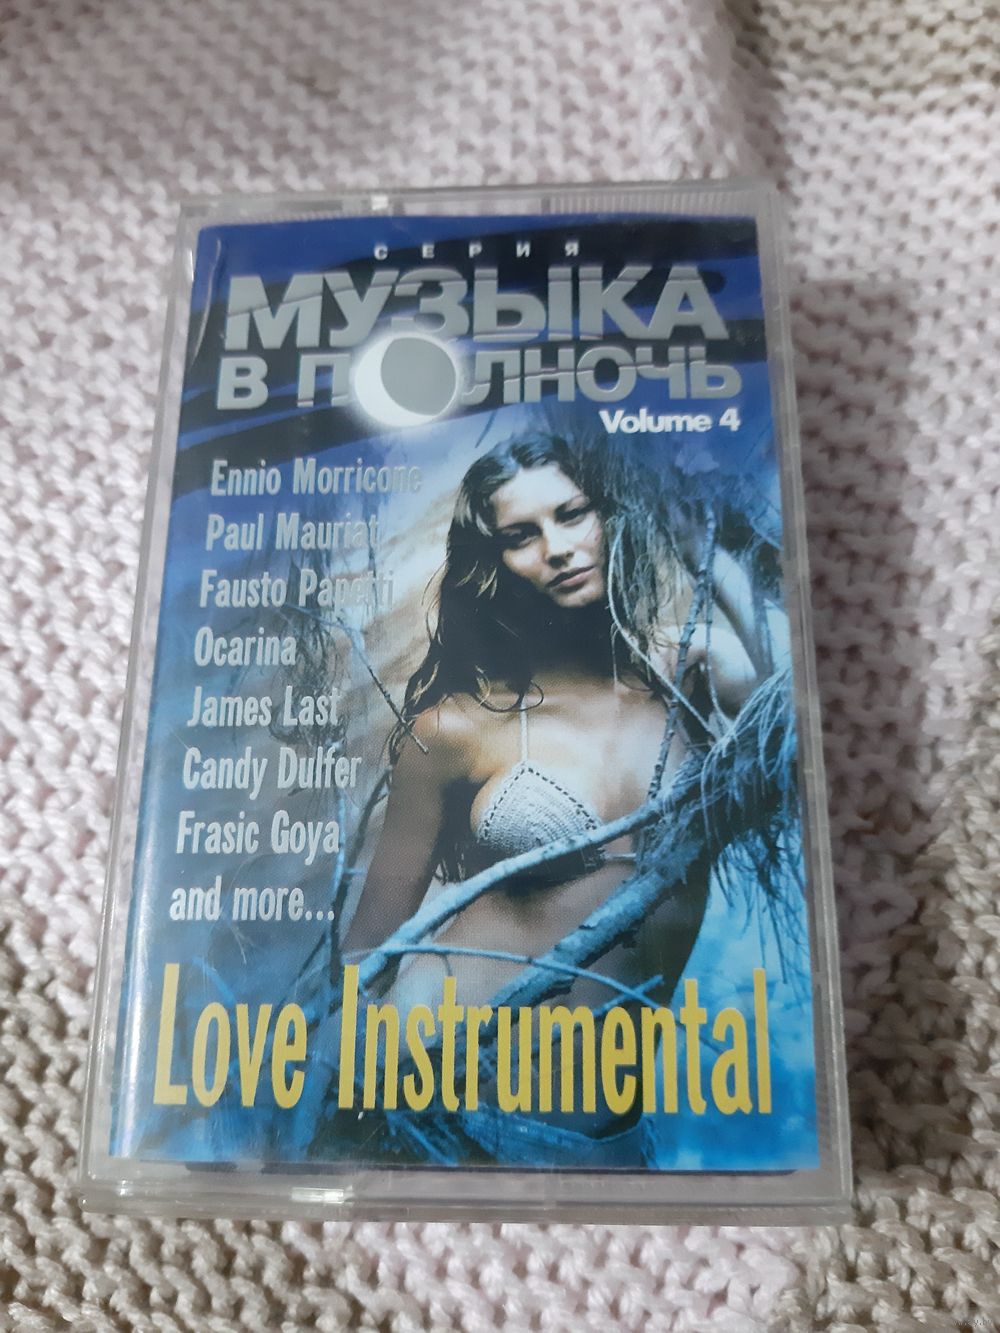 СЕРИЯ
МУЗЫКА
В ПОЛНОЧЬ
Volume 4
Ennio Morricone
Paul Mauriat
Fausto Papetti
Ocarina
James Last
Candy Dulfer
Frasic Goya
and more...
Love Instrumental